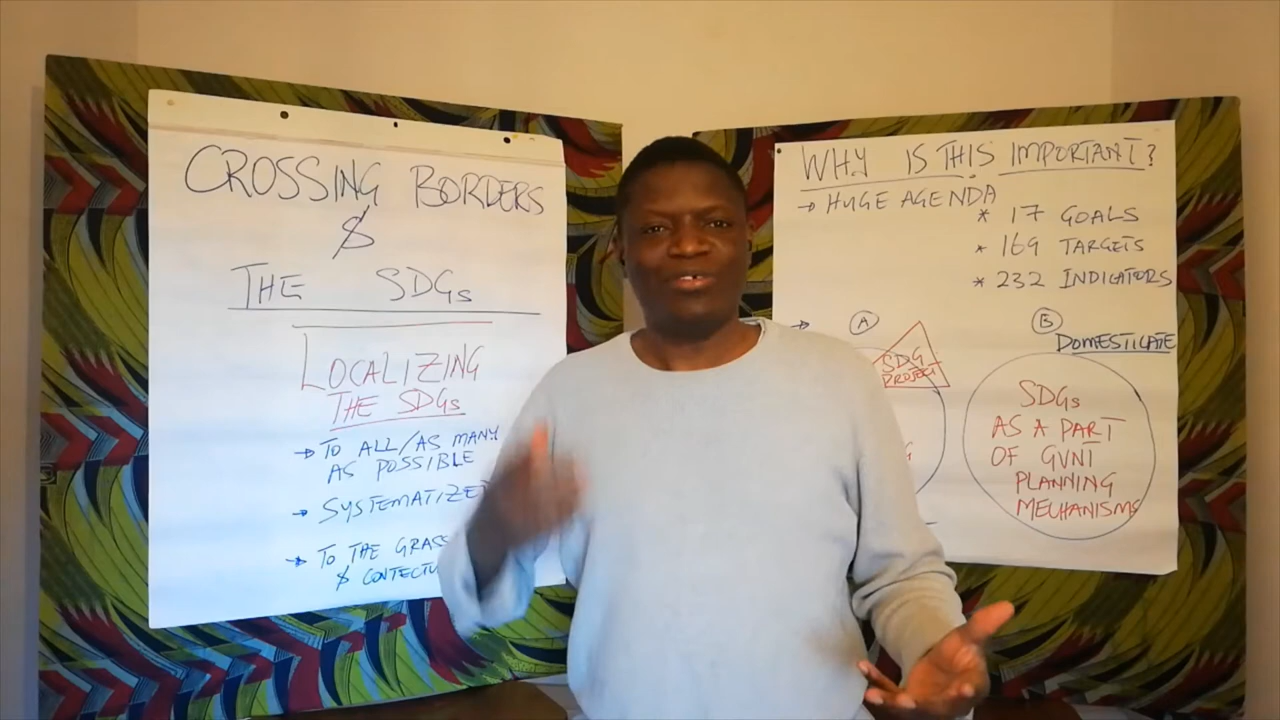 CROSSING BORDERS
&
THE SDGs
LOCALIZING
THE SDGs
→ TO ALL/AS MANY
AS POSSIBLE
→ SYSTEMATIZE
→ TO THE GRASS
& CONTECTU
WHY IS THIS IMPORTANT?
→ HUGE AGENDA
* 17 GOALS
* 169 TARGETS
* 232 INDICATORS
→
A
SDG
PROJECT
B
DOMESTICATE
SDGs
AS A PART
OF GVNT
PLANNING
MECHANISMS